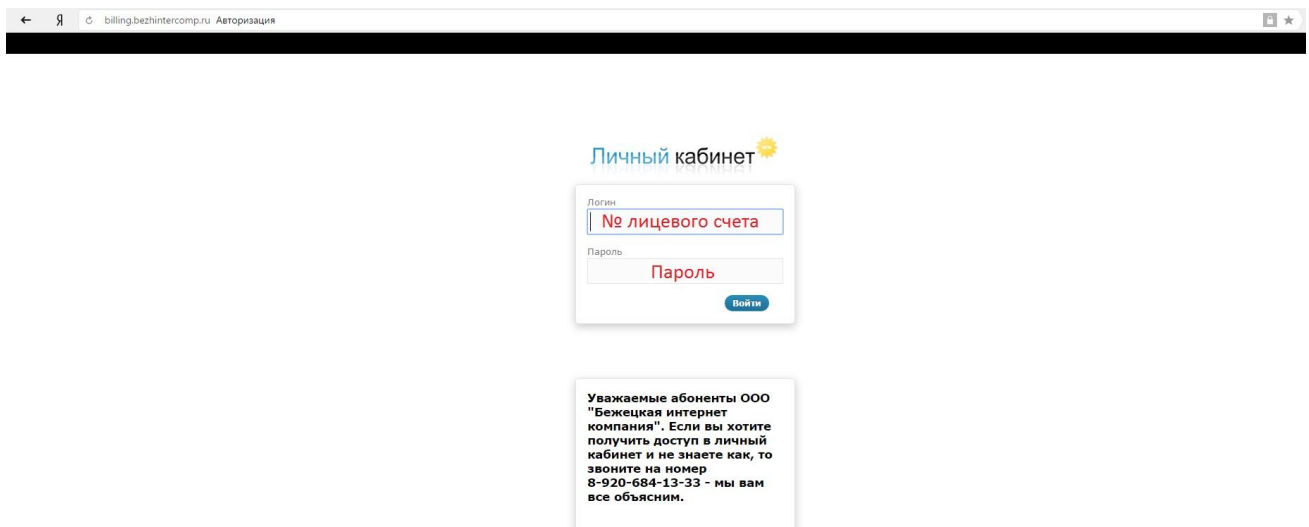 Я billing.bezhintercomp.ru Авторизация
Личный кабинет
Логин
№ лицевого счета
Пароль
Пароль
Войти
Уважаемые абоненты ООО
"Бежецкая интернет
компания". Если вы хотите
получить доступ в личный
кабинет и не знаете как, то
звоните на номер
8-920-684-13-33 - мы вам
все объясним.